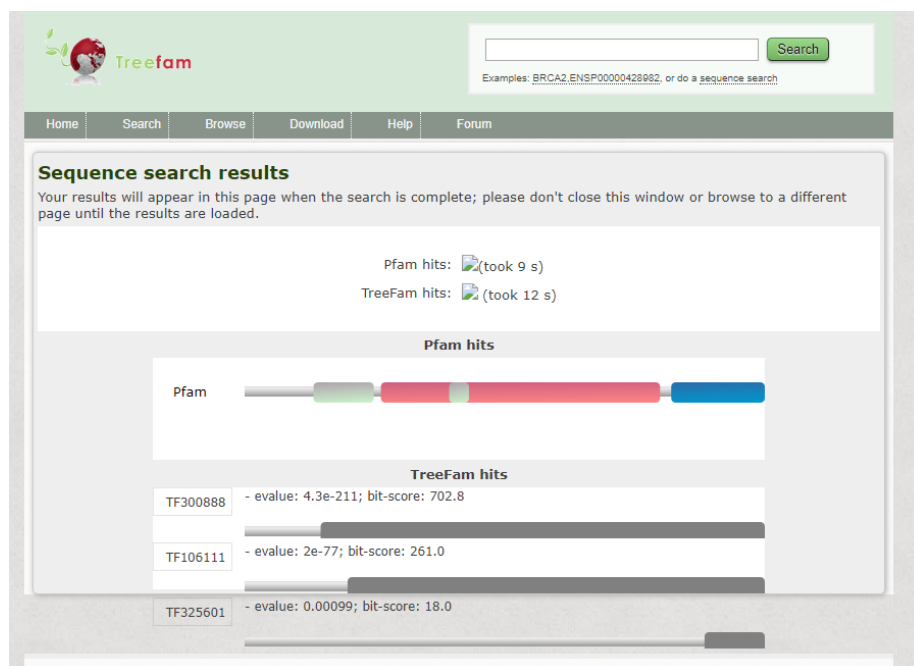 Treefam
Search
Examples: BRCA2,ENSP00000428982, or do a sequence search
Home Search Browse Download Help Forum
Sequence search results
Your results will appear in this page when the search is complete; please don't close this window or browse to a different
page until the results are loaded.
Pfam hits: (took 9 s)
TreeFam hits: (took 12 s)
Pfam hits
Pfam
TreeFam hits
TF300888 - evalue: 4.3e-211; bit-score: 702.8
TF106111 - evalue: 2e-77; bit-score: 261.0
TF325601 - evalue: 0.00099; bit-score: 18.0